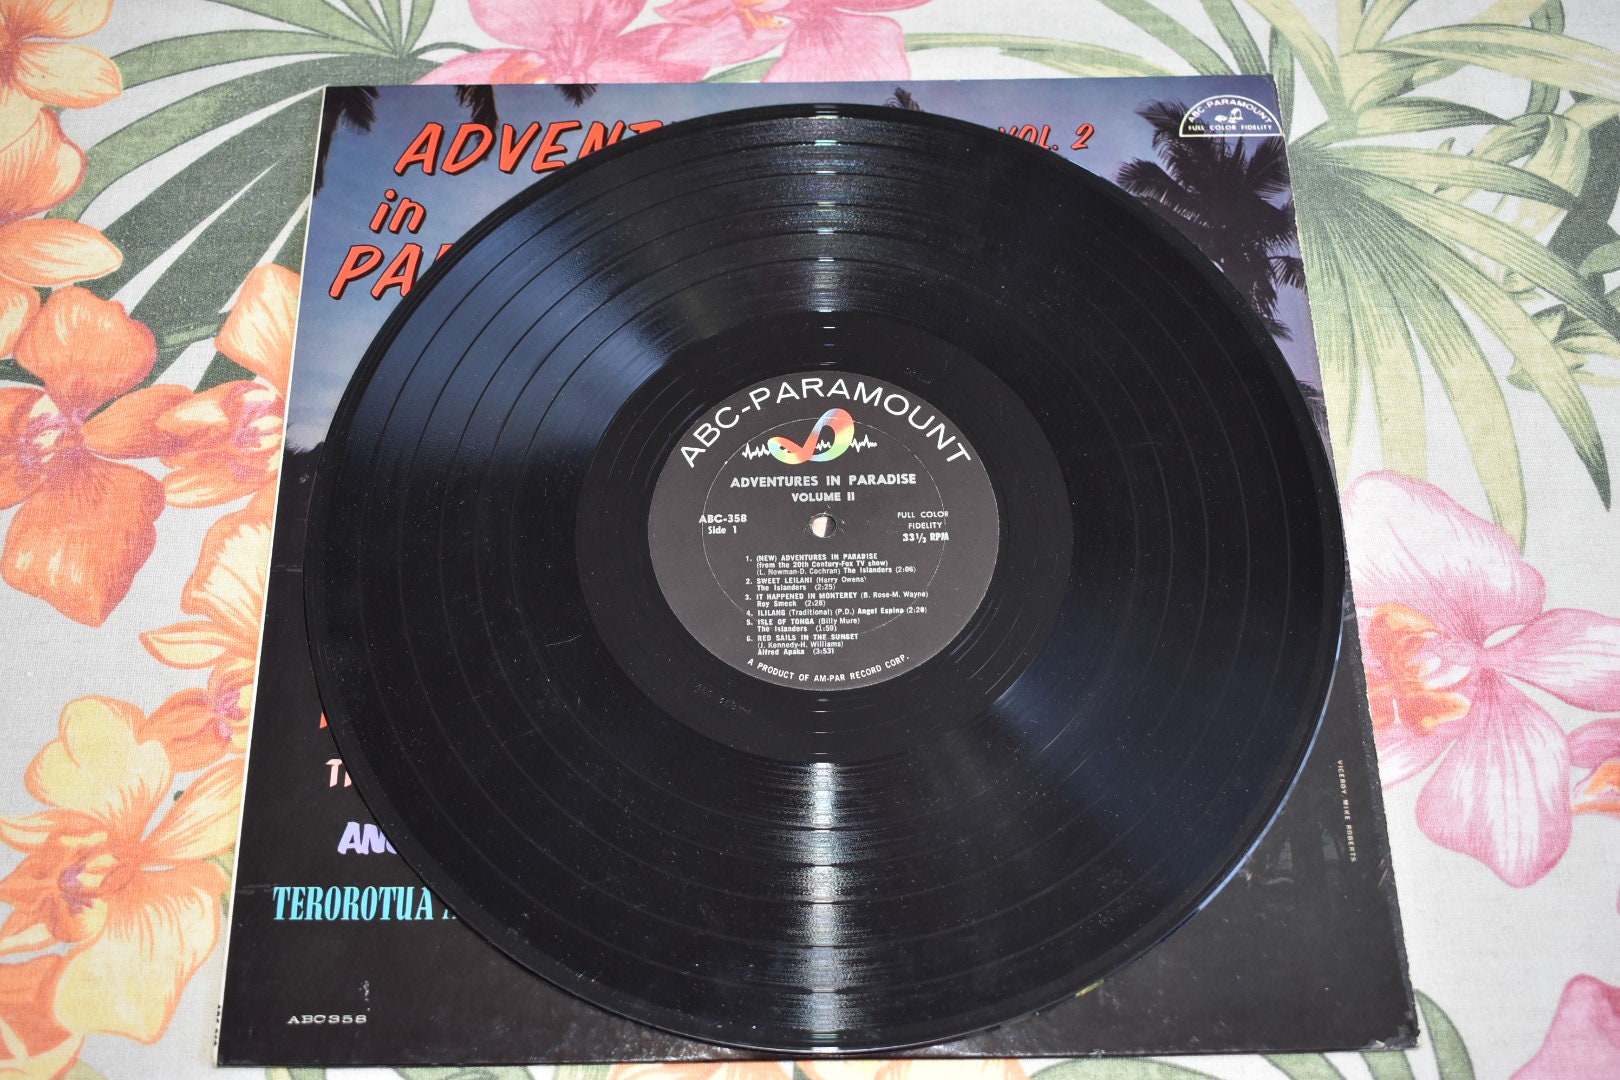 ADVENT
VOL. 2
in
PA
ABC-PARAMOUNT
FULL COLOR FIDELITY
ABC-PARAMOUNT
ADVENTURES IN PARADISE
VOLUME II
ABC-358
Side 1
FULL COLOR
FIDELITY
33 1/3 RPM
1. (NEW) ADVENTURES IN PARADISE
(from the 20th Century-Fox TV show)
(L. Newman-D. Cochran) The Islanders (2:06)
2. SWEET LEILANI (Harry Owens)
The Islanders (2:25)
3. IT HAPPENED IN MONTEREY (B. Rose-M. Wayne)
Roy Smeck (2:28)
4. ILILANG (Traditional) (P.D.) Angel Espino (2:20)
5. ISLE OF TONGA (Billy Mure)
The Islanders (1:59)
6. RED SAILS IN THE SUNSET
(J. Kennedy-H. Williams)
Alfred Apaka (3:53)
A PRODUCT OF AM-PAR RECORD CORP.
ANG
TEROROTUA
ABC358
VICEROY MIKE ROBERTS